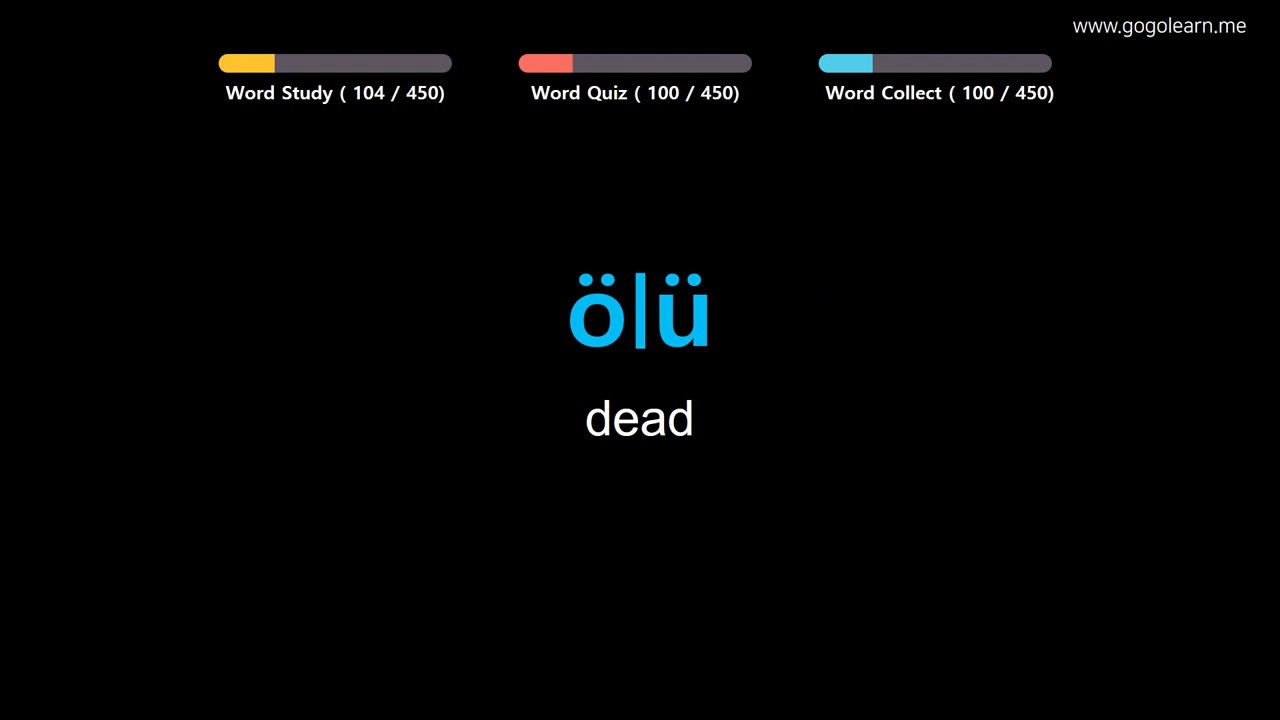 www.gogolearn.me
Word Study ( 104 / 450)
Word Quiz ( 100 / 450)
Word Collect ( 100 / 450)
ölü
dead